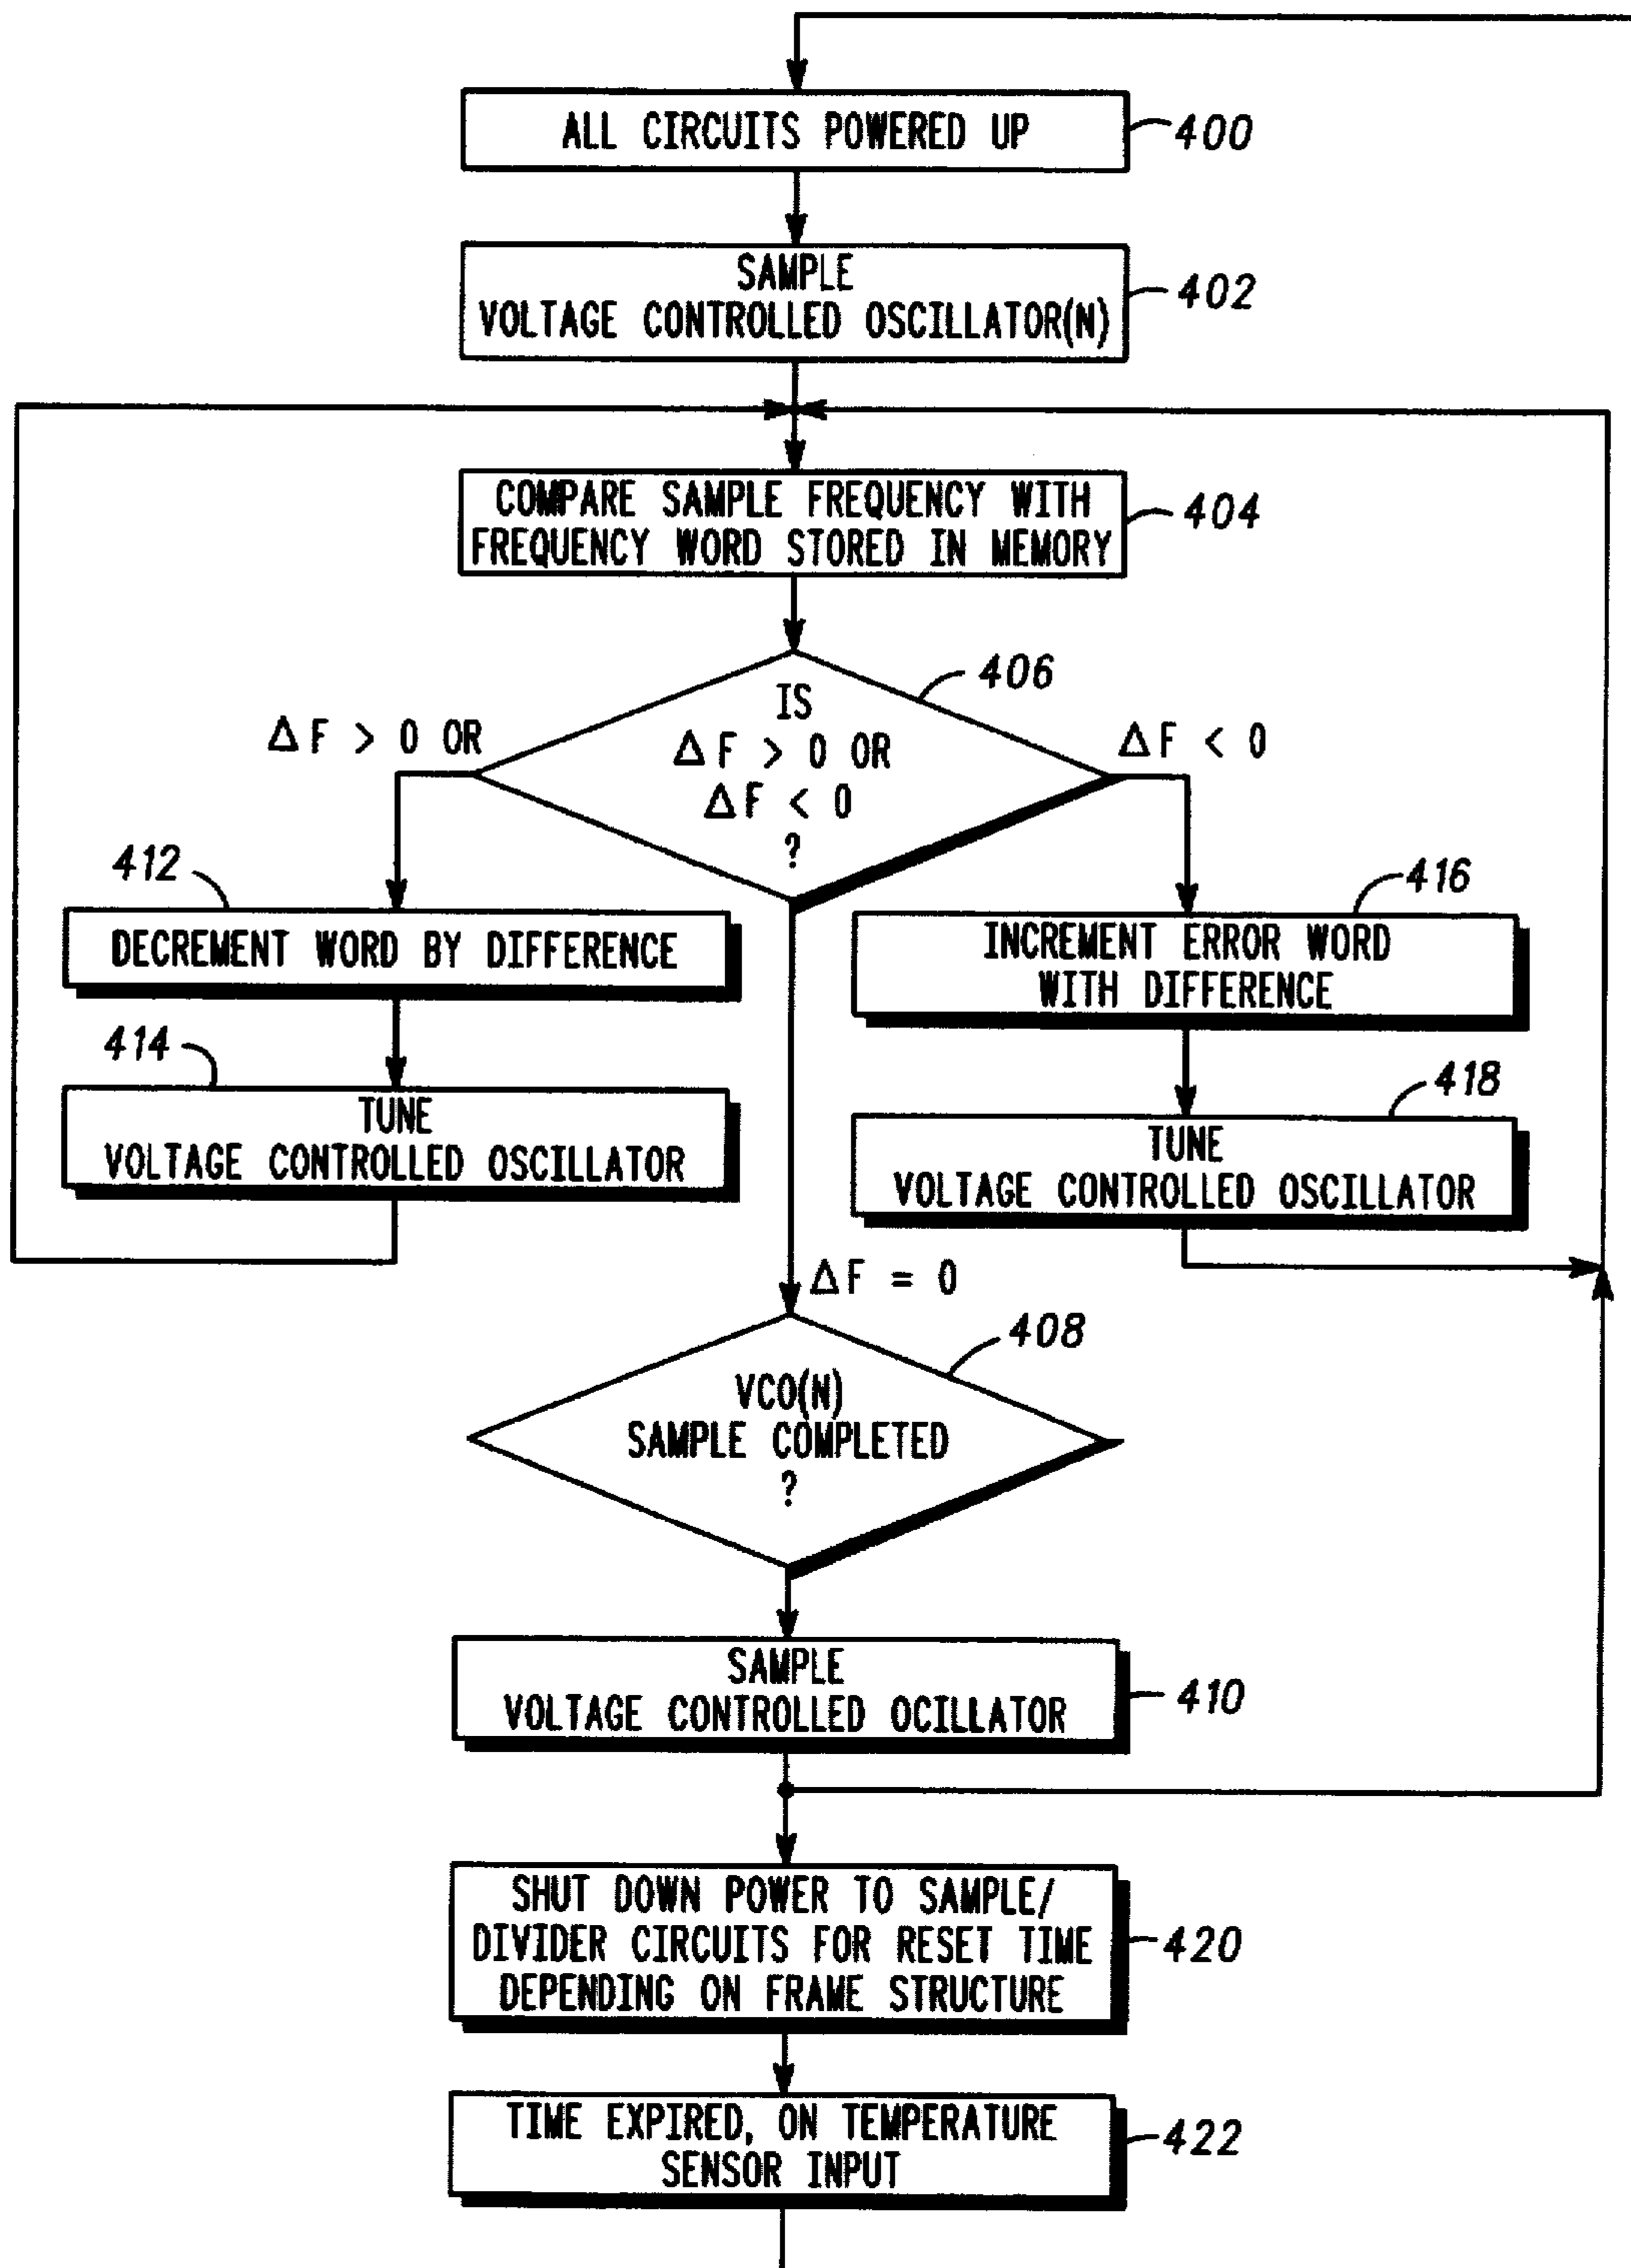 ALL CIRCUITS POWERED UP
400
SAMPLE
VOLTAGE CONTROLLED OSCILLATOR(N)
402
COMPARE SAMPLE FREQUENCY WITH
FREQUENCY WORD STORED IN MEMORY
404
406
IS
ΔF > 0 OR
ΔF < 0
?
ΔF > 0 OR
ΔF < 0
412
DECREMENT WORD BY DIFFERENCE
416
INCREMENT ERROR WORD
WITH DIFFERENCE
414
TUNE
VOLTAGE CONTROLLED OSCILLATOR
418
TUNE
VOLTAGE CONTROLLED OSCILLATOR
ΔF = 0
408
VCO(N)
SAMPLE COMPLETED
?
SAMPLE
VOLTAGE CONTROLLED OCILLATOR
410
SHUT DOWN POWER TO SAMPLE/
DIVIDER CIRCUITS FOR RESET TIME
DEPENDING ON FRAME STRUCTURE
420
TIME EXPIRED, ON TEMPERATURE
SENSOR INPUT
422